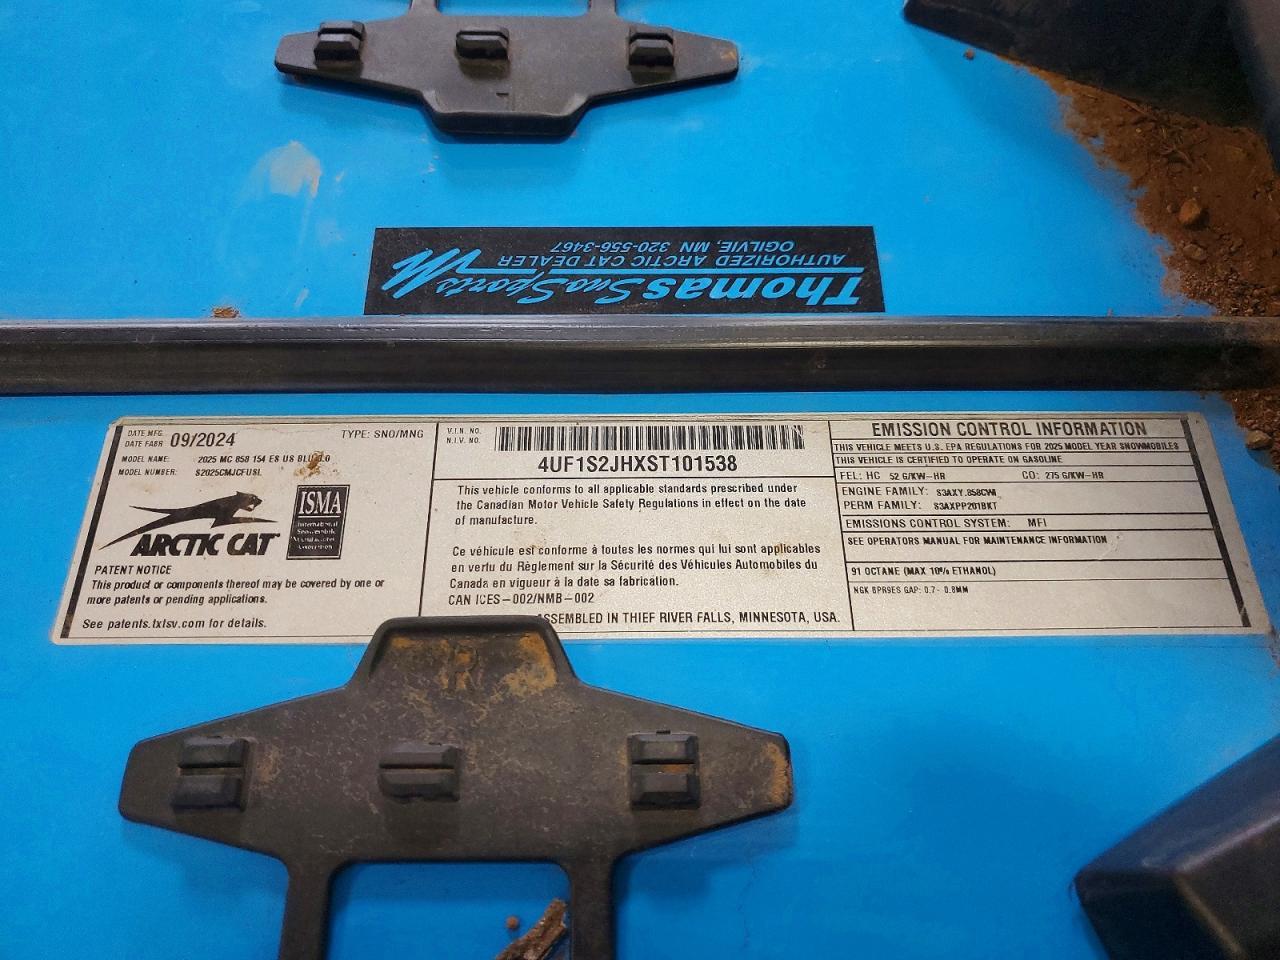 Thomas Sno Sports
AUTHORIZED ARCTIC CAT DEALER
OGILVIE, MN 320-556-3467
DATE MFG
DATE FABR 09/2024
TYPE: SNO/MNG
MODEL NAME: 2025 MC 858 154 ES US BLU
MODEL NUMBER: S2025CMJCFUSL
ARCTIC CAT
ISMA
International
Snowmobile
Manufacturers
Association
PATENT NOTICE
This product or components thereof may be covered by one or
more patents or pending applications.
See patents.txtsv.com for details.
V.I.N. NO.
N.I.V. NO.
4UF1S2JHXST101538
This vehicle conforms to all applicable standards prescribed under
the Canadian Motor Vehicle Safety Regulations in effect on the date
of manufacture.
Ce véhicule est conforme à toutes les normes qui lui sont applicables
en vertu du Règlement sur la Sécurité des Véhicules Automobiles du
Canada en vigueur à la date sa fabrication.
CAN ICES-002/NMB-002
ASSEMBLED IN THIEF RIVER FALLS, MINNESOTA, USA.
EMISSION CONTROL INFORMATION
THIS VEHICLE MEETS U.S. EPA REGULATIONS FOR 2025 MODEL YEAR SNOWMOBILES
THIS VEHICLE IS CERTIFIED TO OPERATE ON GASOLINE
FEL: HC 52 G/KW-HR CO: 275 G/KW-HR
ENGINE FAMILY: S3AXY.858CVN
PERM FAMILY: S3AXPP201BKT
EMISSIONS CONTROL SYSTEM: MFI
SEE OPERATORS MANUAL FOR MAINTENANCE INFORMATION
91 OCTANE (MAX 10% ETHANOL)
NGK BPR9ES GAP: 0.7- 0.8MM
R